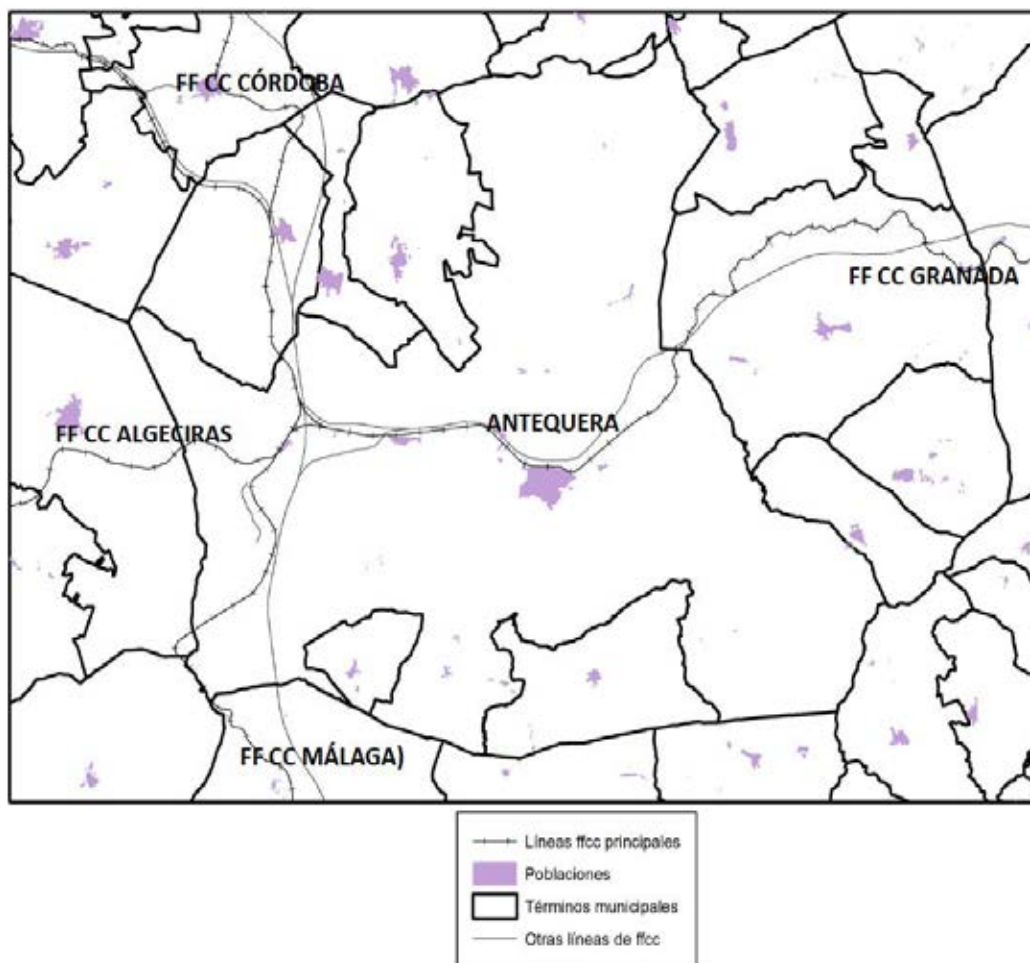 FF CC CÓRDOBA
FF CC GRANADA
ANTEQUERA
FF CC ALGECIRAS
FF CC MÁLAGA)
Líneas ffcc principales
Poblaciones
Términos municipales
Otras líneas de ffcc